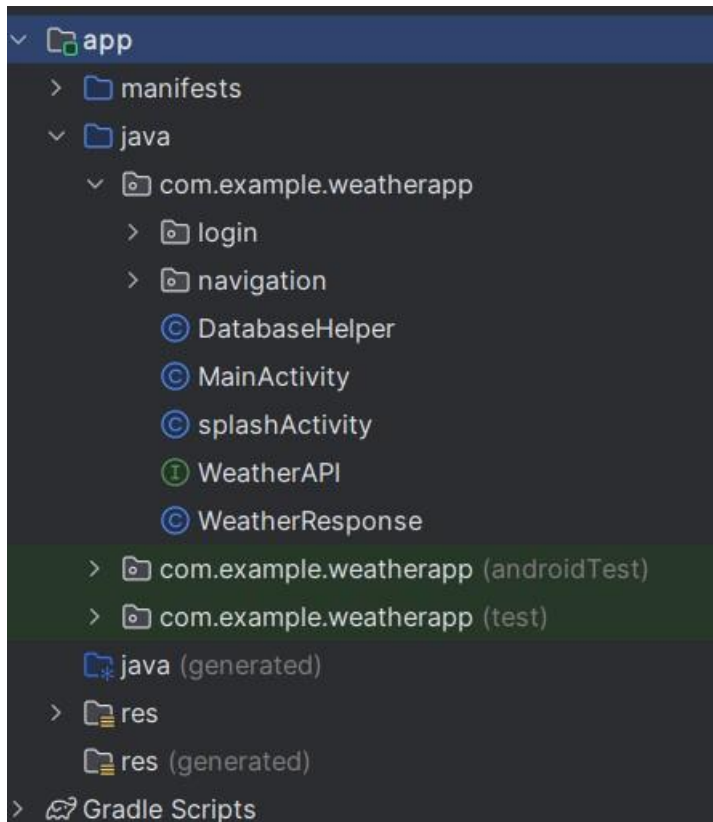 app
manifests
java
com.example.weatherapp
login
navigation
DatabaseHelper
MainActivity
splashActivity
WeatherAPI
WeatherResponse
com.example.weatherapp (androidTest)
com.example.weatherapp (test)
java (generated)
res
res (generated)
Gradle Scripts